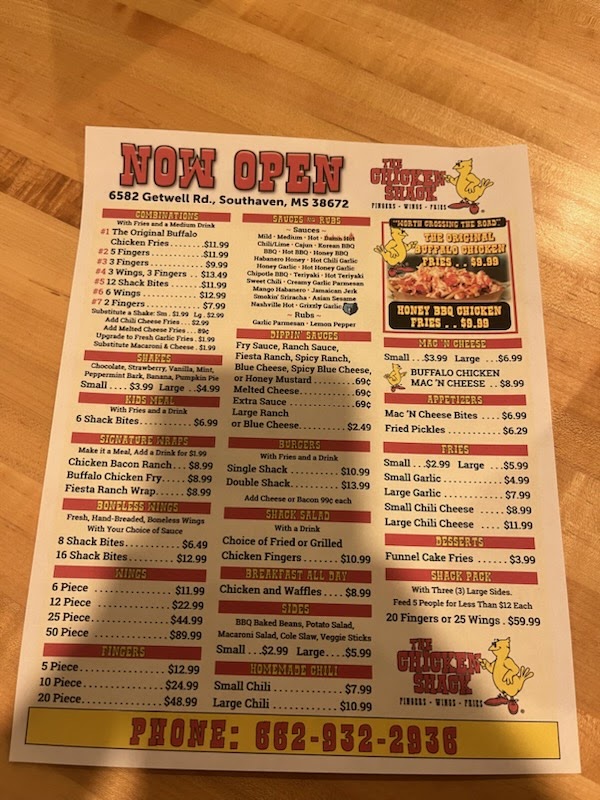 NOW OPEN
6582 Getwell Rd., Southaven, MS 38672
THE
CHICKEN
SHACK
FINGERS - WINGS - FRIES
COMBINATIONS
With Fries and a Medium Drink
#1 The Original Buffalo
Chicken Fries.......$11.99
#2 5 Fingers..........$11.99
#3 3 Fingers..........$9.99
#4 3 Wings, 3 Fingers .. $13.49
#5 12 Shack Bites.....$11.99
#6 6 Wings............$12.99
#7 2 Fingers..........$7.99
Substitute a Shake: Sm . $1.99 Lg . $2.99
Add Chili Cheese Fries ... $2.99
Add Melted Cheese Fries ... 89¢
Upgrade to Fresh Garlic Fries . $1.99
Substitute Macaroni & Cheese . $1.99
SHAKES
Chocolate, Strawberry, Vanilla, Mint,
Peppermint Bark, Banana, Pumpkin Pie
Small .... $3.99 Large .. $4.99
KIDS MEAL
With Fries and a Drink
6 Shack Bites..........$6.99
SIGNATURE WRAPS
Make it a Meal, Add a Drink for $1.99
Chicken Bacon Ranch ... $8.99
Buffalo Chicken Fry..... $8.99
Fiesta Ranch Wrap...... $8.99
BONELESS WINGS
Fresh, Hand-Breaded, Boneless Wings
With Your Choice of Sauce
8 Shack Bites..........$6.49
16 Shack Bites.........$12.99
WINGS
6 Piece ............... $11.99
12 Piece .............. $22.99
25 Piece............... $44.99
50 Piece .............. $89.99
FINGERS
5 Piece................ $12.99
10 Piece .............. $24.99
20 Piece............... $48.99
SAUCES AND RUBS
~ Sauces ~
Mild - Medium - Hot - Damn Hot
Chili/Lime - Cajun - Korean BBQ
BBQ - Hot BBQ - Honey BBQ
Habanero Honey - Hot Chili Garlic
Honey Garlic - Hot Honey Garlic
Chipotle BBQ - Teriyaki - Hot Teriyaki
Sweet Chili - Creamy Garlic Parmesan
Mango Habanero - Jamaican Jerk
Smokin' Sriracha - Asian Sesame
Nashville Hot - Grizzly Garlic
~ Rubs ~
Garlic Parmesan - Lemon Pepper
DIPPIN' SAUCES
Fry Sauce, Ranch Sauce,
Fiesta Ranch, Spicy Ranch,
Blue Cheese, Spicy Blue Cheese,
or Honey Mustard ......69¢
Melted Cheese..........69¢
Extra Sauce ...........69¢
Large Ranch
or Blue Cheese.........$2.49
BURGERS
With Fries and a Drink
Single Shack .......... $10.99
Double Shack........... $13.99
Add Cheese or Bacon 99¢ each
SHACK SALAD
With a Drink
Choice of Fried or Grilled
Chicken Fingers........ $10.99
BREAKFAST ALL DAY
Chicken and Waffles.... $8.99
SIDES
BBQ Baked Beans, Potato Salad,
Macaroni Salad, Cole Slaw, Veggie Sticks
Small ...$2.99 Large....$5.99
HOMEMADE CHILI
Small Chili ........... $7.99
Large Chili ........... $10.99
"WORTH CROSSING THE ROAD"
THE ORIGINAL
BUFFALO CHICKEN
FRIES .. $9.99
HONEY BBQ CHICKEN
FRIES .. $9.99
MAC 'N CHEESE
Small ...$3.99 Large ...$6.99
BUFFALO CHICKEN
MAC 'N CHEESE .. $8.99
APPETIZERS
Mac 'N Cheese Bites .... $6.99
Fried Pickles .......... $6.29
FRIES
Small ...$2.99 Large ...$5.99
Small Garlic .......... $4.99
Large Garlic .......... $7.99
Small Chili Cheese .... $8.99
Large Chili Cheese .... $11.99
DESSERTS
Funnel Cake Fries ..... $3.99
SHACK PACK
With Three (3) Large Sides.
Feed 5 People for Less Than $12 Each
20 Fingers or 25 Wings . $59.99
THE
CHICKEN
SHACK
FINGERS - WINGS - FRIES
PHONE: 662-932-2936